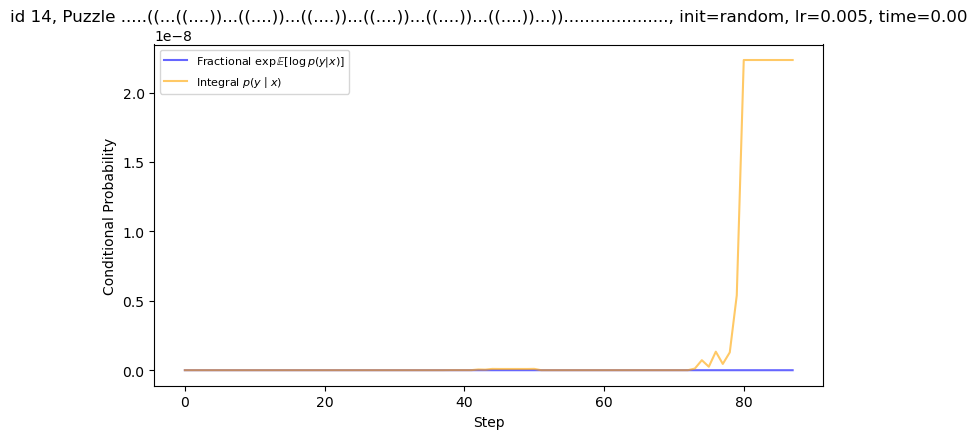 id 14, Puzzle .....((...((....))...((....))...((....))...((....))...((....))...((....))...))...................., init=random, lr=0.005, time=0.00
1e−8
Fractional exp𝔼[log p(y|x)]
Integral p(y | x)
2.0
1.5
1.0
0.5
0.0
Conditional Probability
0 20 40 60 80
Step